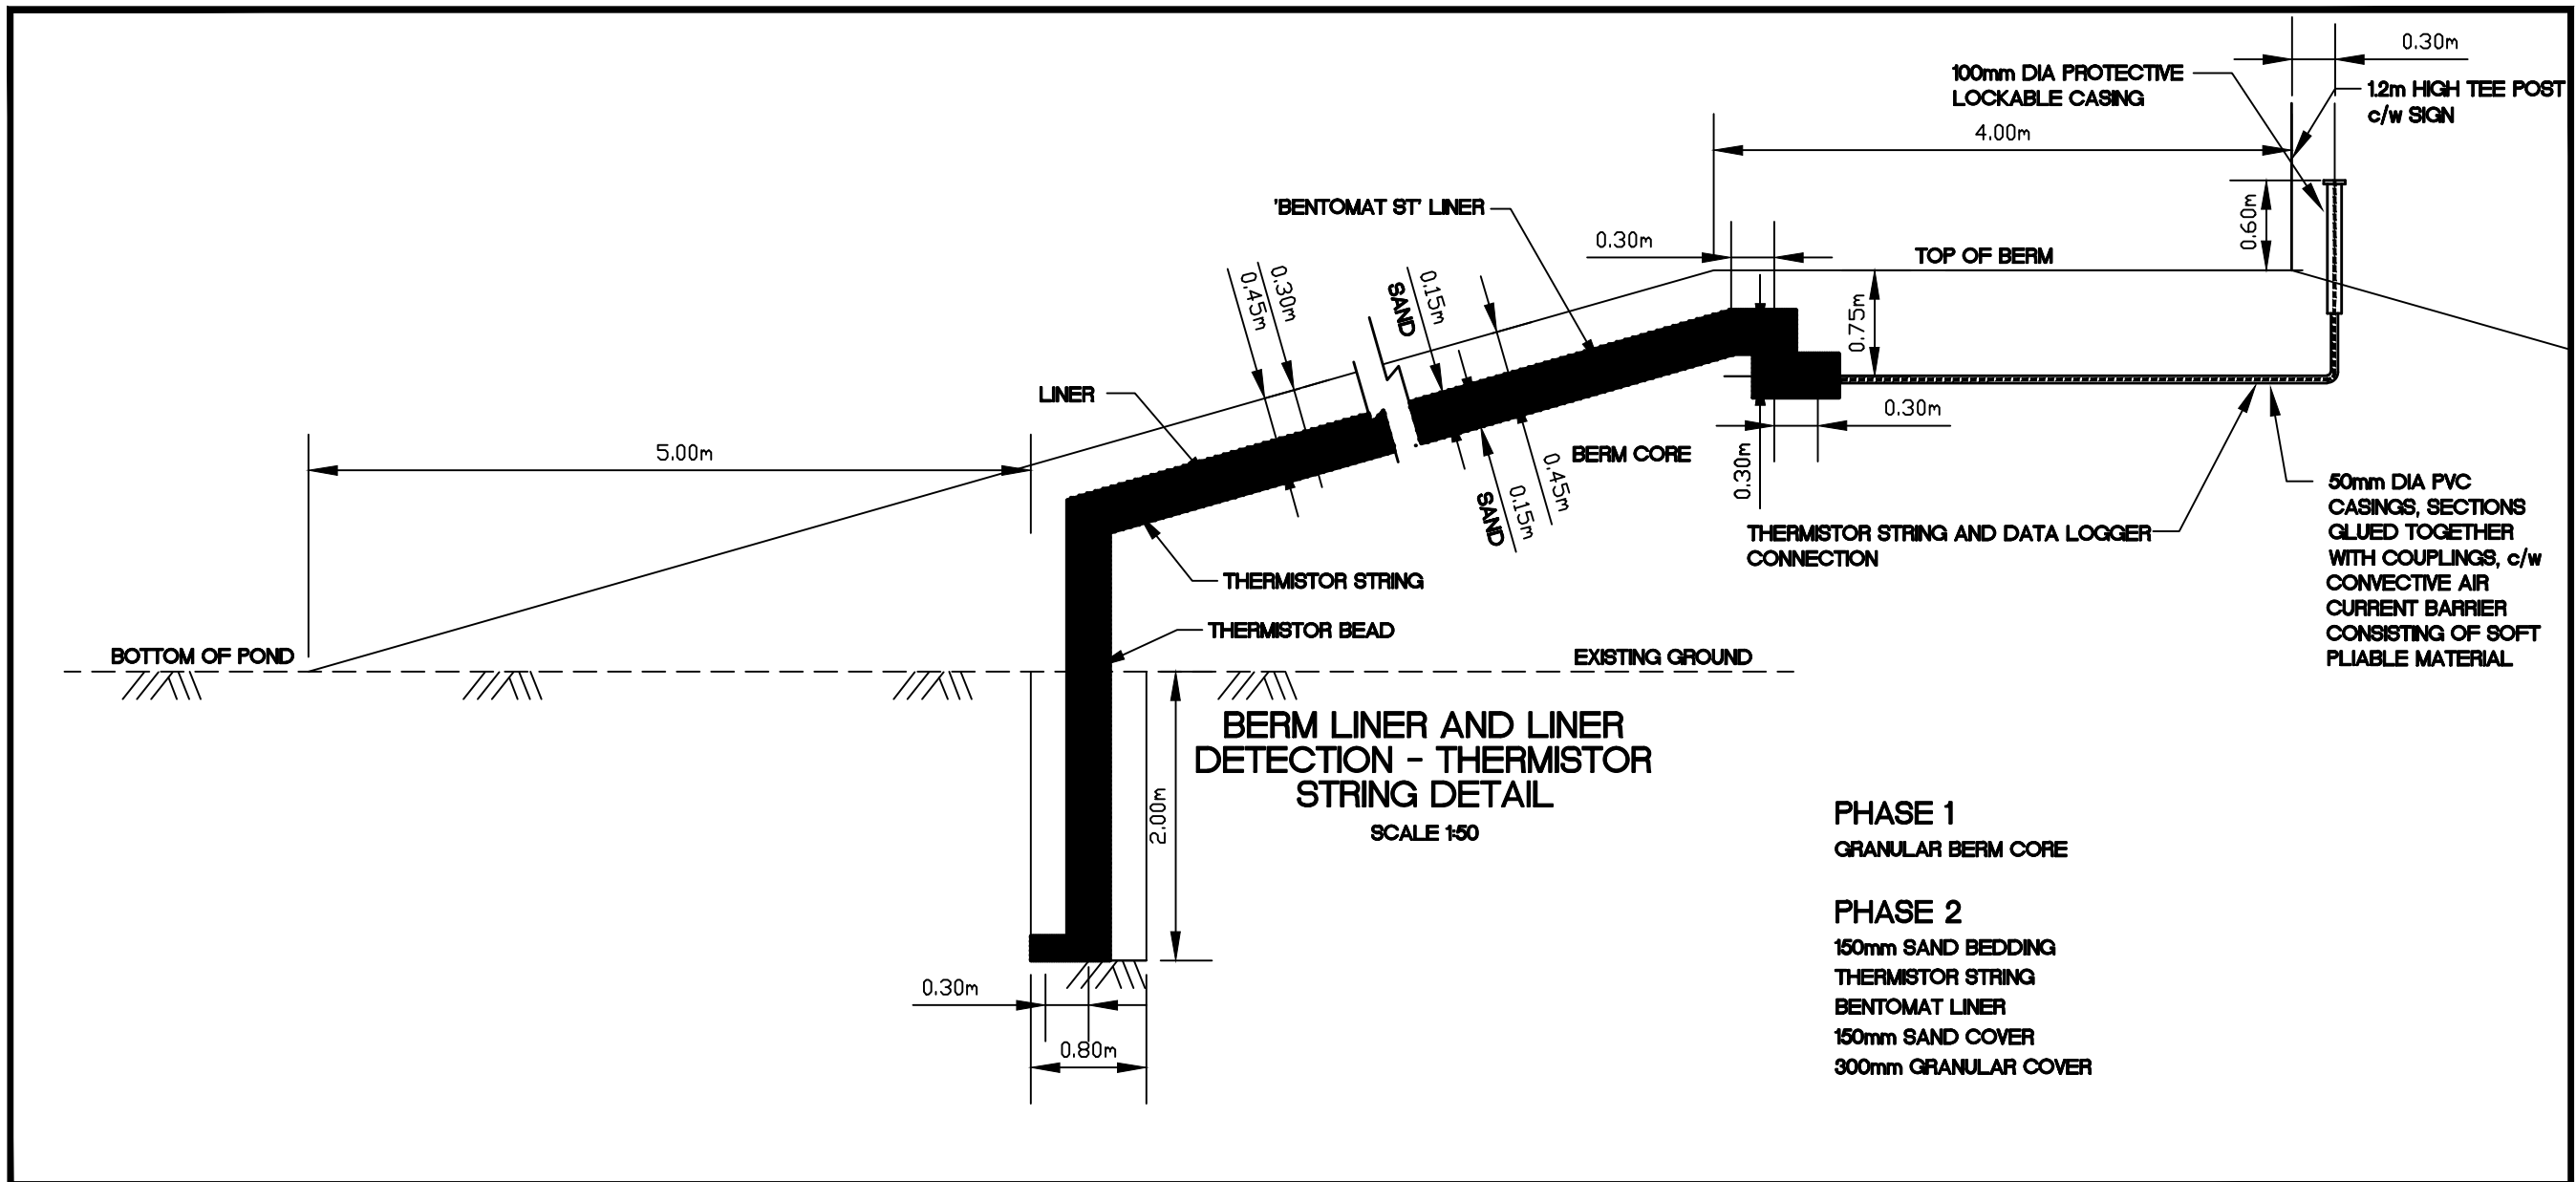 0.30m
100mm DIA PROTECTIVE
LOCKABLE CASING
1.2m HIGH TEE POST
c/w SIGN
4.00m
'BENTOMAT ST' LINER
0.60m
0.30m
TOP OF BERM
0.45m
0.30m
SAND
0.15m
0.75m
LINER
0.30m
5.00m
BERM CORE
0.30m
SAND
0.15m
0.45m
50mm DIA PVC
CASINGS, SECTIONS
GLUED TOGETHER
WITH COUPLINGS, c/w
CONVECTIVE AIR
CURRENT BARRIER
CONSISTING OF SOFT
PLIABLE MATERIAL
THERMISTOR STRING AND DATA LOGGER
CONNECTION
THERMISTOR STRING
THERMISTOR BEAD
BOTTOM OF POND
EXISTING GROUND
BERM LINER AND LINER
DETECTION - THERMISTOR
STRING DETAIL
SCALE 1:50
2.00m
PHASE 1
GRANULAR BERM CORE
PHASE 2
150mm SAND BEDDING
THERMISTOR STRING
BENTOMAT LINER
150mm SAND COVER
300mm GRANULAR COVER
0.30m
0.80m